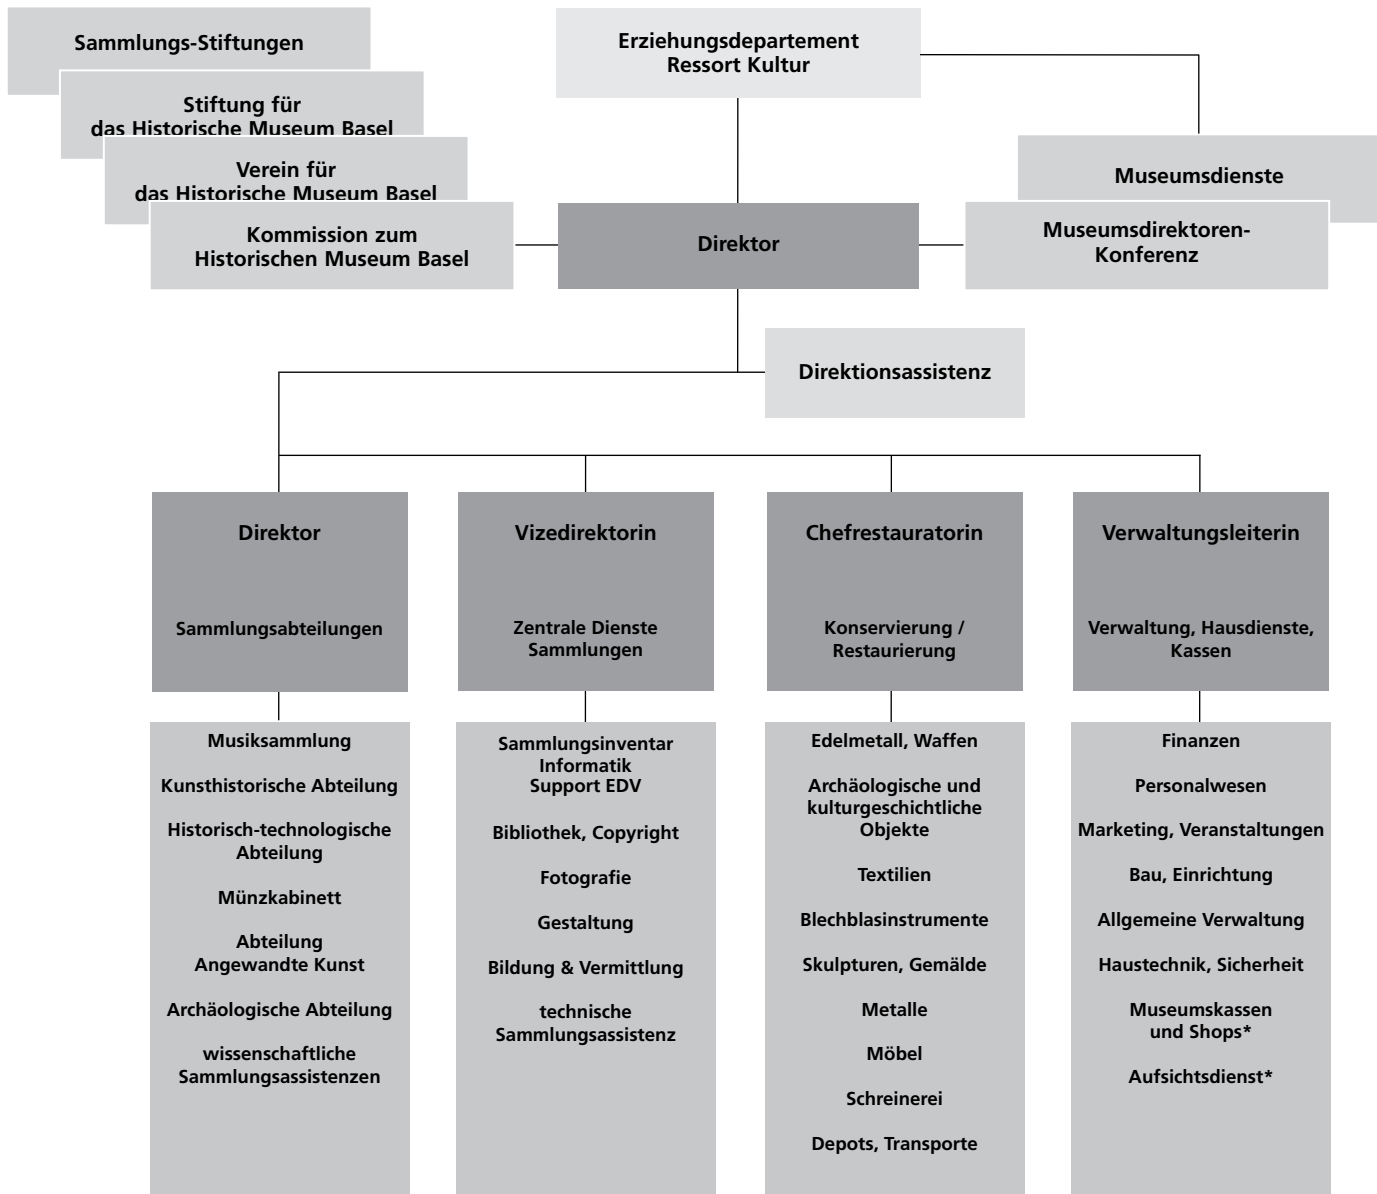 Sammlungs-Stiftungen
Stiftung für
das Historische Museum Basel
Verein für
das Historische Museum Basel
Kommission zum
Historischen Museum Basel
Erziehungsdepartement
Ressort Kultur
Direktor
Museumsdienste
Museumsdirektoren-
Konferenz
Direktionsassistenz
Direktor
Sammlungsabteilungen
Musiksammlung
Kunsthistorische Abteilung
Historisch-technologische
Abteilung
Münzkabinett
Abteilung
Angewandte Kunst
Archäologische Abteilung
wissenschaftliche
Sammlungsassistenzen
Vizedirektorin
Zentrale Dienste
Sammlungen
Sammlungsinventar
Informatik
Support EDV
Bibliothek, Copyright
Fotografie
Gestaltung
Bildung & Vermittlung
technische
Sammlungsassistenz
Chefrestauratorin
Konservierung /
Restaurierung
Edelmetall, Waffen
Archäologische und
kulturgeschichtliche
Objekte
Textilien
Blechblasinstrumente
Skulpturen, Gemälde
Metalle
Möbel
Schreinerei
Depots, Transporte
Verwaltungsleiterin
Verwaltung, Hausdienste,
Kassen
Finanzen
Personalwesen
Marketing, Veranstaltungen
Bau, Einrichtung
Allgemeine Verwaltung
Haustechnik, Sicherheit
Museumskassen
und Shops*
Aufsichtsdienst*